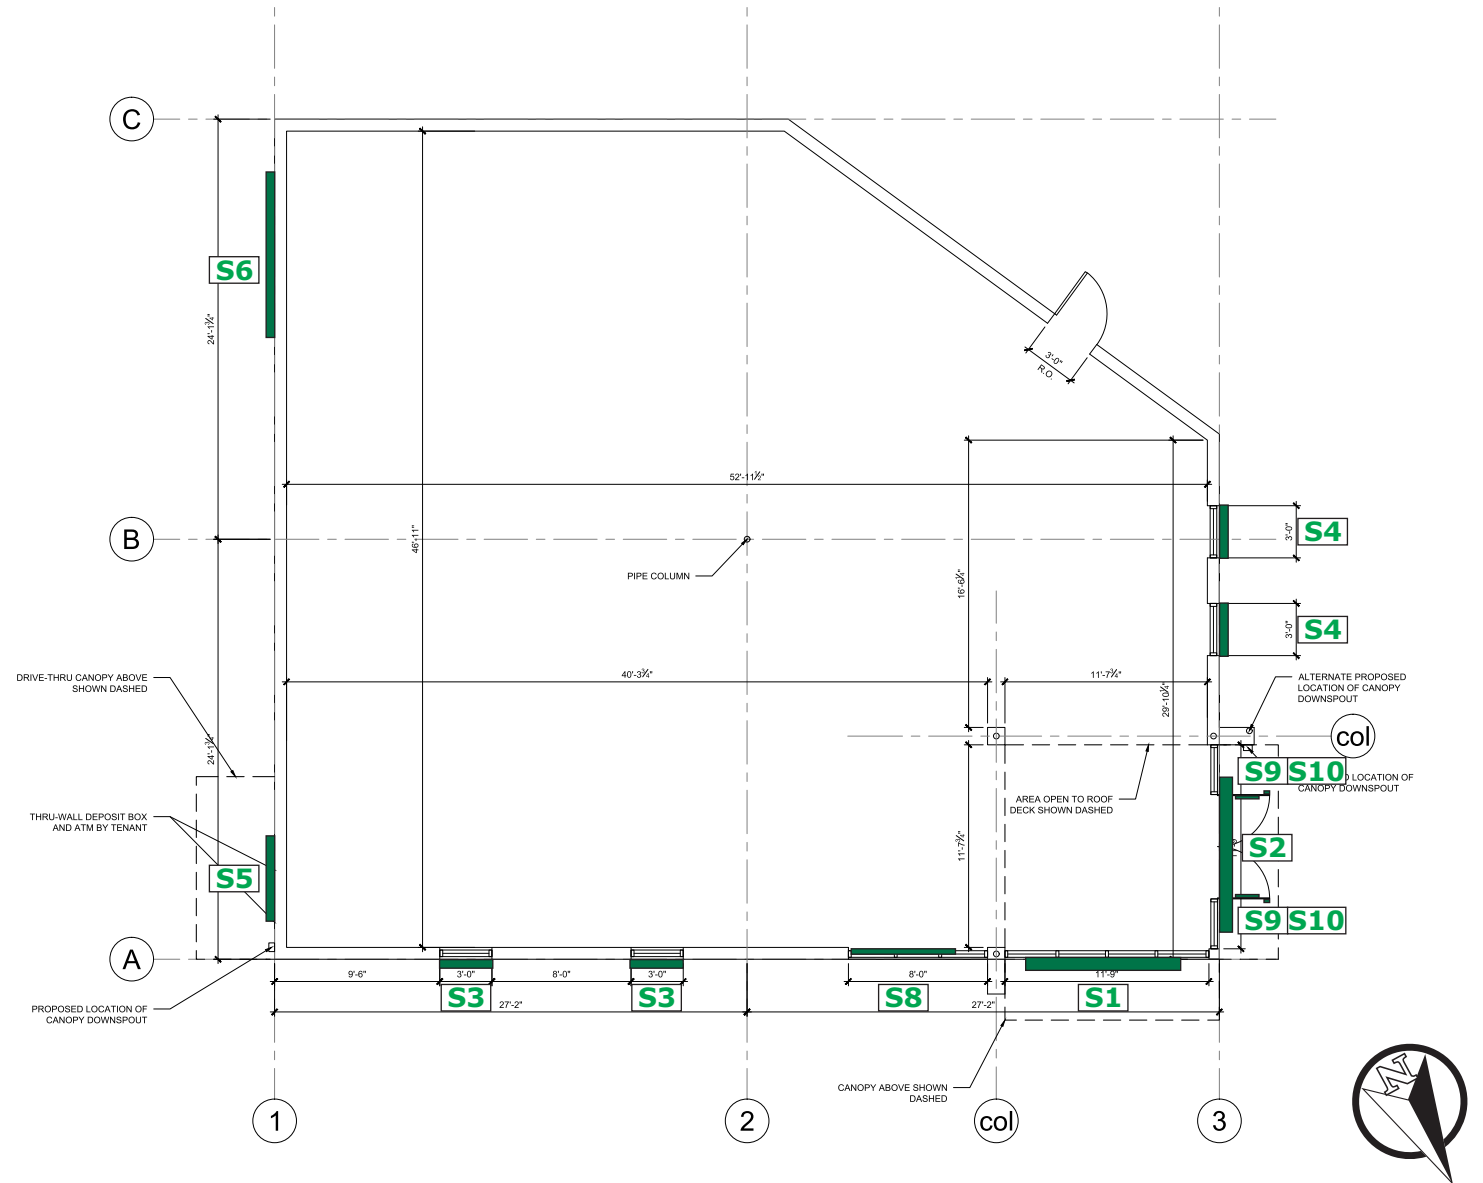 C
S6
24'-1¾"
3'-0"
R.O.
52'-11½"
46'-11"
B
S4
3'-0"
PIPE COLUMN
16'-6¾"
S4
3'-0"
DRIVE-THRU CANOPY ABOVE
SHOWN DASHED
40'-3¾"
11'-7¾"
29'-10¾"
ALTERNATE PROPOSED
LOCATION OF CANOPY
DOWNSPOUT
24'-1¾"
col
S9 S10
LOCATION OF
CANOPY DOWNSPOUT
AREA OPEN TO ROOF
DECK SHOWN DASHED
THRU-WALL DEPOSIT BOX
AND ATM BY TENANT
11'-7¾"
S2
S5
S9 S10
A
9'-6"
3'-0"
8'-0"
3'-0"
8'-0"
11'-9"
S3
27'-2"
S3
S8
27'-2"
S1
PROPOSED LOCATION OF
CANOPY DOWNSPOUT
CANOPY ABOVE SHOWN
DASHED
N
1
2
col
3